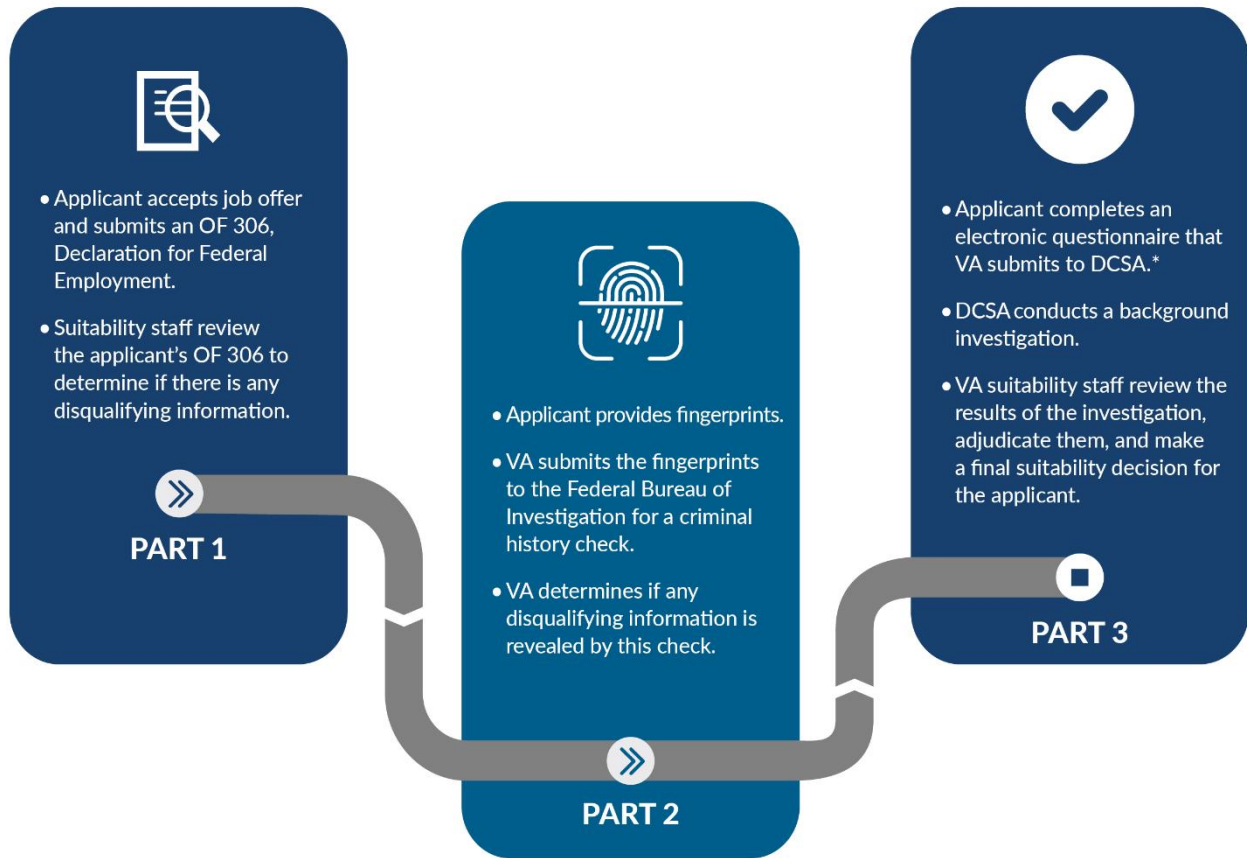 • Applicant accepts job offer
and submits an OF 306,
Declaration for Federal
Employment.
• Suitability staff review
the applicant’s OF 306 to
determine if there is any
disqualifying information.
PART 1
• Applicant provides fingerprints.
• VA submits the fingerprints
to the Federal Bureau of
Investigation for a criminal
history check.
• VA determines if any
disqualifying information is
revealed by this check.
PART 2
• Applicant completes an
electronic questionnaire that
VA submits to DCSA.*
• DCSA conducts a background
investigation.
• VA suitability staff review the
results of the investigation,
adjudicate them, and make
a final suitability decision for
the applicant.
PART 3